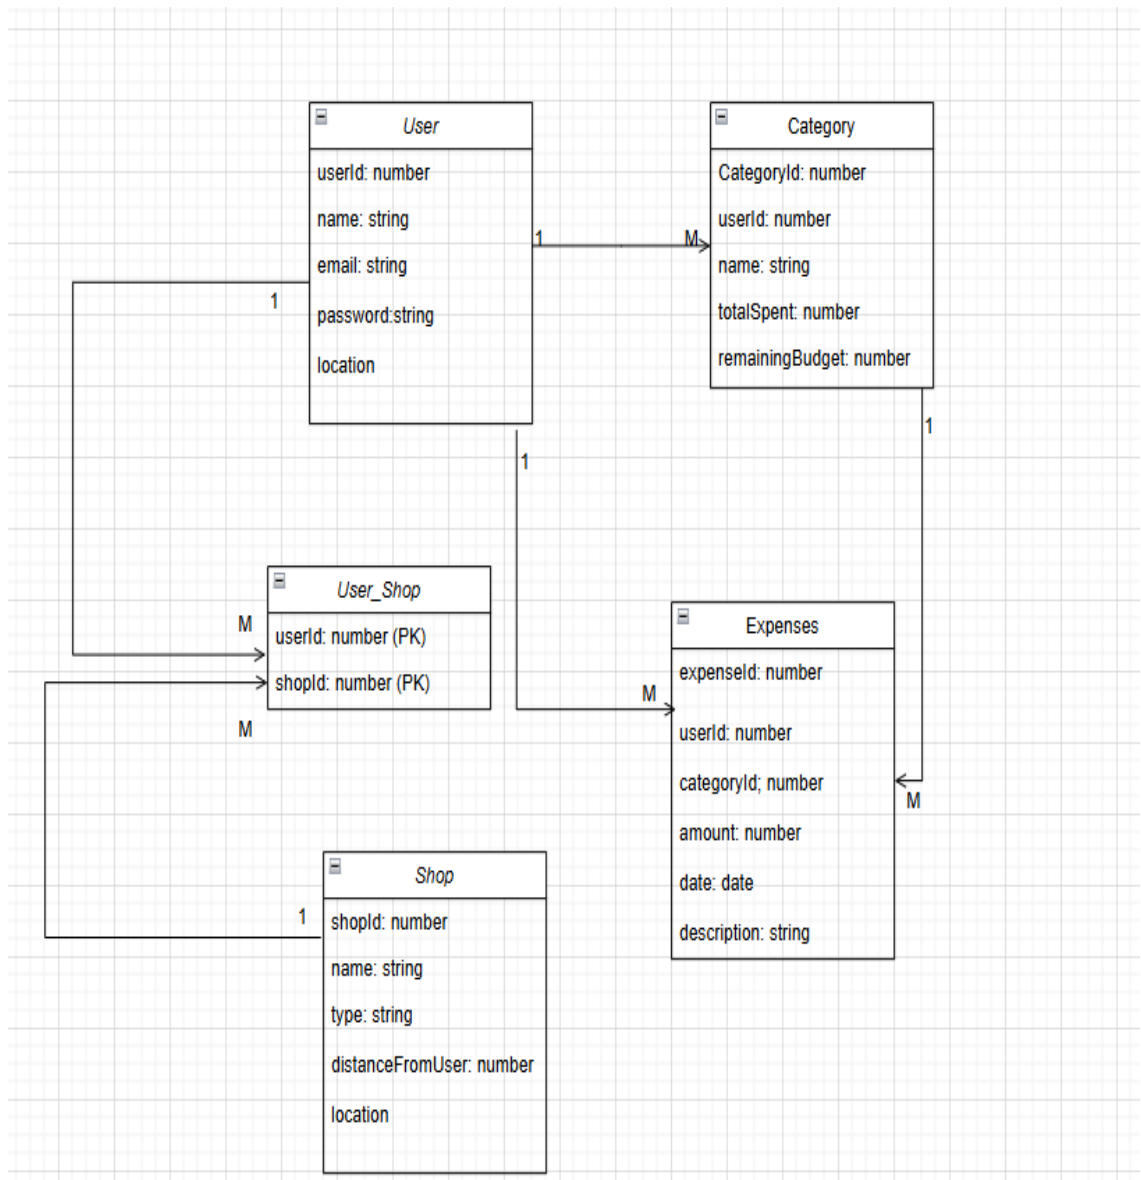 User
userId: number
name: string
email: string
password:string
location
1
M
Category
CategoryId: number
userId: number
name: string
totalSpent: number
remainingBudget: number
1
1
1
M
User_Shop
userId: number (PK)
shopId: number (PK)
M
M
Expenses
expenseId: number
userId: number
categoryId; number
amount: number
date: date
description: string
M
1
Shop
shopId: number
name: string
type: string
distanceFromUser: number
location